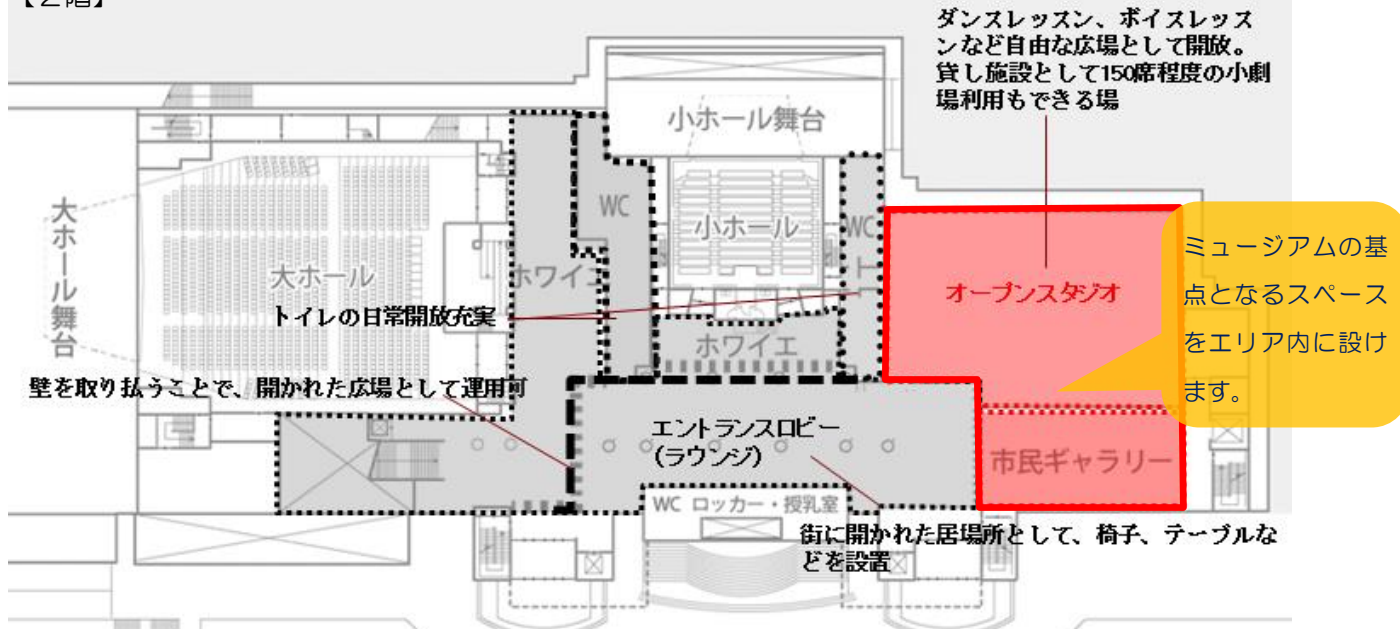 【２階】
ダンスレッスン、ボイスレッス
ンなど自由な広場として開放。
貸し施設として150席程度の小劇
場利用もできる場
小ホール舞台
大ホール舞台
WC
小ホール
WC
ミュージアムの基
点となるスペース
をエリア内に設け
ます。
大ホール
ホワイエ
オープンスタジオ
トイレの日常開放充実
ホワイエ
壁を取り払うことで、開かれた広場として運用可
エントランスロビー
(ラウンジ)
市民ギャラリー
WC ロッカー・授乳室
街に開かれた居場所として、椅子、テーブルな
どを設置